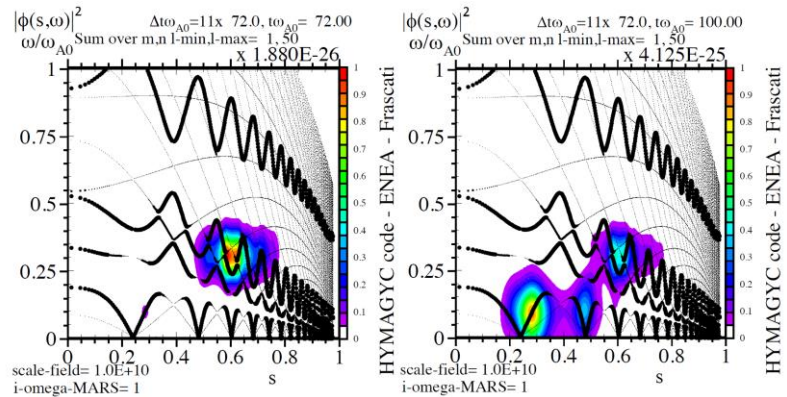 |ϕ(s,ω)|²
Δtω_A0=11x 72.0, tω_A0= 72.00
ω/ω_A0
Sum over m,n l-min,l-max= 1,50
x 1.880E-26
1
0.75
0.5
0.25
0
0 0.2 0.4 0.6 0.8 1
s
1
0.9
0.8
0.7
0.6
0.5
0.4
0.3
0.2
0.1
0
HYMAGYC code - ENEA - Frascati
scale-field= 1.0E+10
i-omega-MARS= 1
|ϕ(s,ω)|²
Δtω_A0=11x 72.0, tω_A0= 100.00
ω/ω_A0
Sum over m,n l-min,l-max= 1,50
x 4.125E-25
1
0.75
0.5
0.25
0
0 0.2 0.4 0.6 0.8 1
s
1
0.9
0.8
0.7
0.6
0.5
0.4
0.3
0.2
0.1
0
HYMAGYC code - ENEA - Frascati
scale-field= 1.0E+10
i-omega-MARS= 1